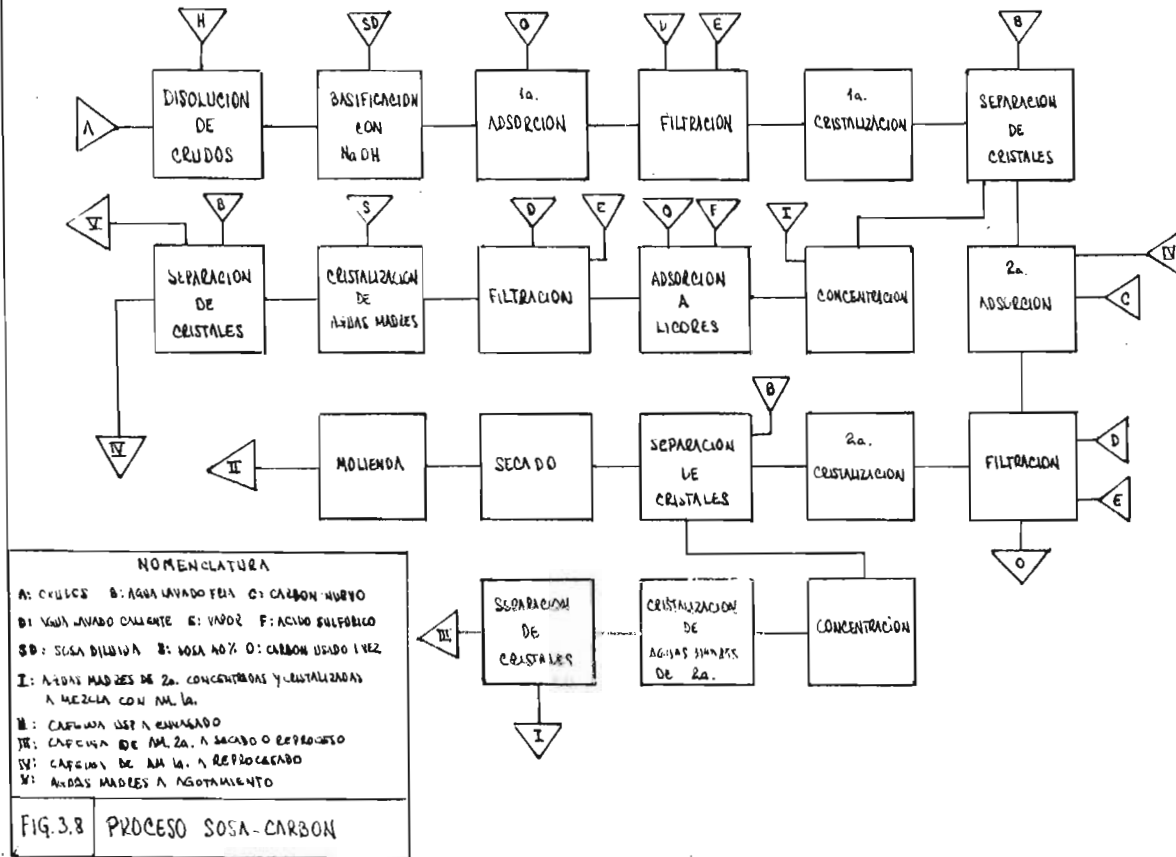 H
SD
O
V
E
B
A
DISOLUCION
DE
CRUDOS
BASIFICACION
CON
NaOH
1a.
ADSORCION
FILTRACION
1a.
CRISTALIZACION
SEPARACION
DE
CRISTALES
V
B
S
D
E
O
F
I
IV
SEPARACION
DE
CRISTALES
CRISTALIZACION
DE
AGUAS MADRES
FILTRACION
ADSORCION
A
LICORES
CONCENTRACION
2a.
ADSORCION
C
IV
B
II
MOLIENDA
SECADO
SEPARACION
DE
CRISTALES
2a.
CRISTALIZACION
FILTRACION
D
E
O
III
SEPARACION
DE
CRISTALES
CRISTALIZACION
DE
AGUAS MADRES
DE 2a.
CONCENTRACION
I
NOMENCLATURA
A: CRUDOS B: AGUA LAVADO FRIA C: CARBON NUEVO
D: AGUA LAVADO CALIENTE E: VAPOR F: ACIDO SULFORICO
SD: SOSA DILUIDA S: SOSA 40% O: CARBON USADO 1 VEZ
I: AGUAS MADRES DE 2a. CONCENTRADAS Y CRISTALIZADAS
A MEZCLA CON AM. 1a.
II: CAFEINA USP A ENVASADO
III: CAFEINA DE AM. 2a. A SECADO O REPROCESO
IV: CAFEINA DE AM 1a. A REPROCESADO
V: AGUAS MADRES A AGOTAMIENTO
FIG. 3.8 PROCESO SOSA-CARBON